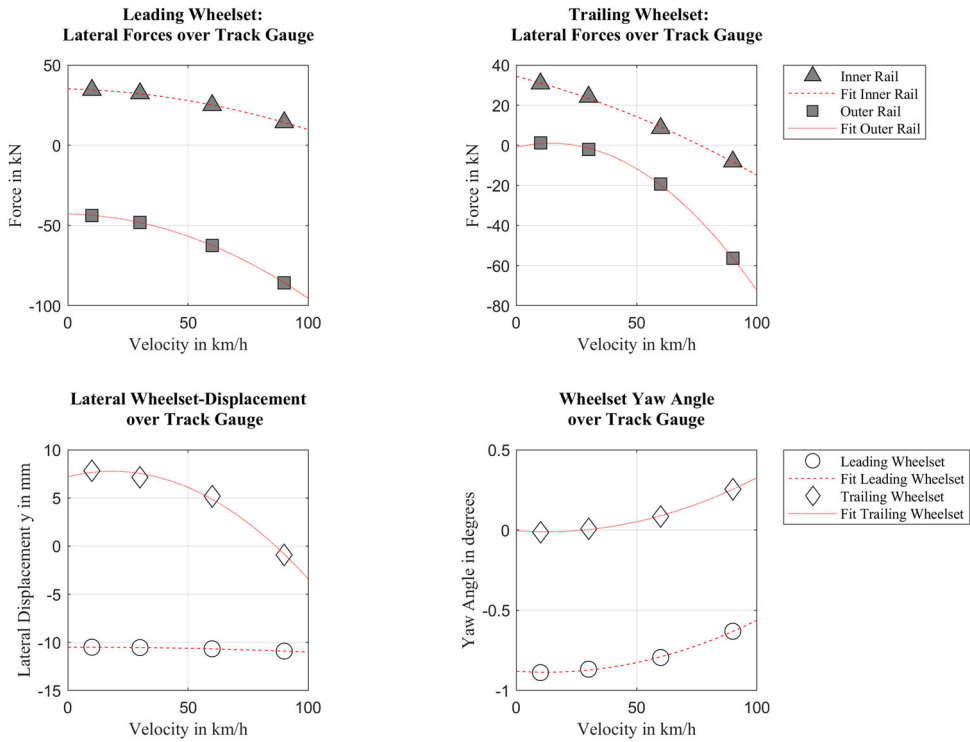 Leading Wheelset:
Lateral Forces over Track Gauge
50
0
-50
-100
Force in kN
0 50 100
Velocity in km/h
Trailing Wheelset:
Lateral Forces over Track Gauge
40
20
0
-20
-40
-60
-80
Force in kN
0 50 100
Velocity in km/h
Inner Rail
Fit Inner Rail
Outer Rail
Fit Outer Rail
Lateral Wheelset-Displacement
over Track Gauge
10
5
0
-5
-10
-15
Lateral Displacement y in mm
0 50 100
Velocity in km/h
Wheelset Yaw Angle
over Track Gauge
0.5
0
-0.5
-1
Yaw Angle in degrees
0 50 100
Velocity in km/h
Leading Wheelset
Fit Leading Wheelset
Trailing Wheelset
Fit Trailing Wheelset